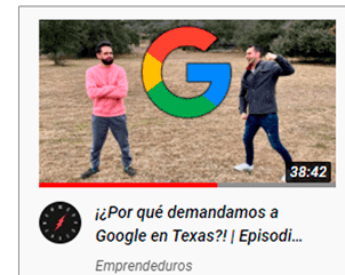 38:42
¡¿Por qué demandamos a
Google en Texas?! | Episodi...
Emprendeduros